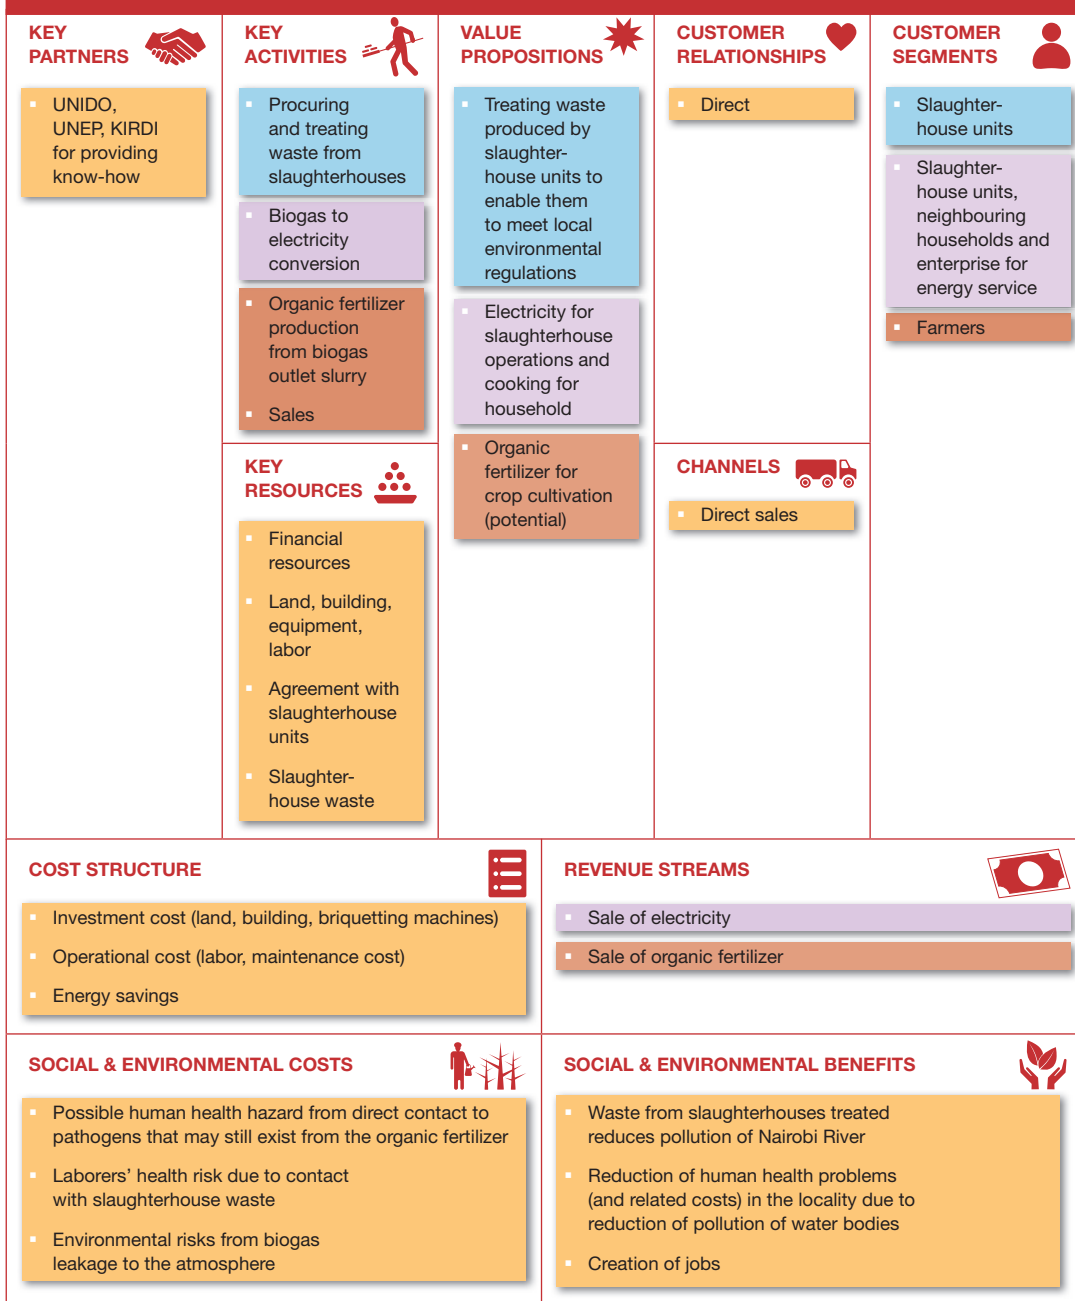 KEY
PARTNERS
UNIDO,
UNEP, KIRDI
for providing
know-how
KEY
ACTIVITIES
Procuring
and treating
waste from
slaughterhouses
Biogas to
electricity
conversion
Organic fertilizer
production
from biogas
outlet slurry
Sales
KEY
RESOURCES
Financial
resources
Land, building,
equipment,
labor
Agreement with
slaughterhouse
units
Slaughter-
house waste
VALUE
PROPOSITIONS
Treating waste
produced by
slaughter-
house units to
enable them
to meet local
environmental
regulations
Electricity for
slaughterhouse
operations and
cooking for
household
Organic
fertilizer for
crop cultivation
(potential)
CUSTOMER
RELATIONSHIPS
Direct
CHANNELS
Direct sales
CUSTOMER
SEGMENTS
Slaughter-
house units
Slaughter-
house units,
neighbouring
households and
enterprise for
energy service
Farmers
COST STRUCTURE
Investment cost (land, building, briquetting machines)
Operational cost (labor, maintenance cost)
Energy savings
REVENUE STREAMS
Sale of electricity
Sale of organic fertilizer
SOCIAL & ENVIRONMENTAL COSTS
Possible human health hazard from direct contact to
pathogens that may still exist from the organic fertilizer
Laborers’ health risk due to contact
with slaughterhouse waste
Environmental risks from biogas
leakage to the atmosphere
SOCIAL & ENVIRONMENTAL BENEFITS
Waste from slaughterhouses treated
reduces pollution of Nairobi River
Reduction of human health problems
(and related costs) in the locality due to
reduction of pollution of water bodies
Creation of jobs